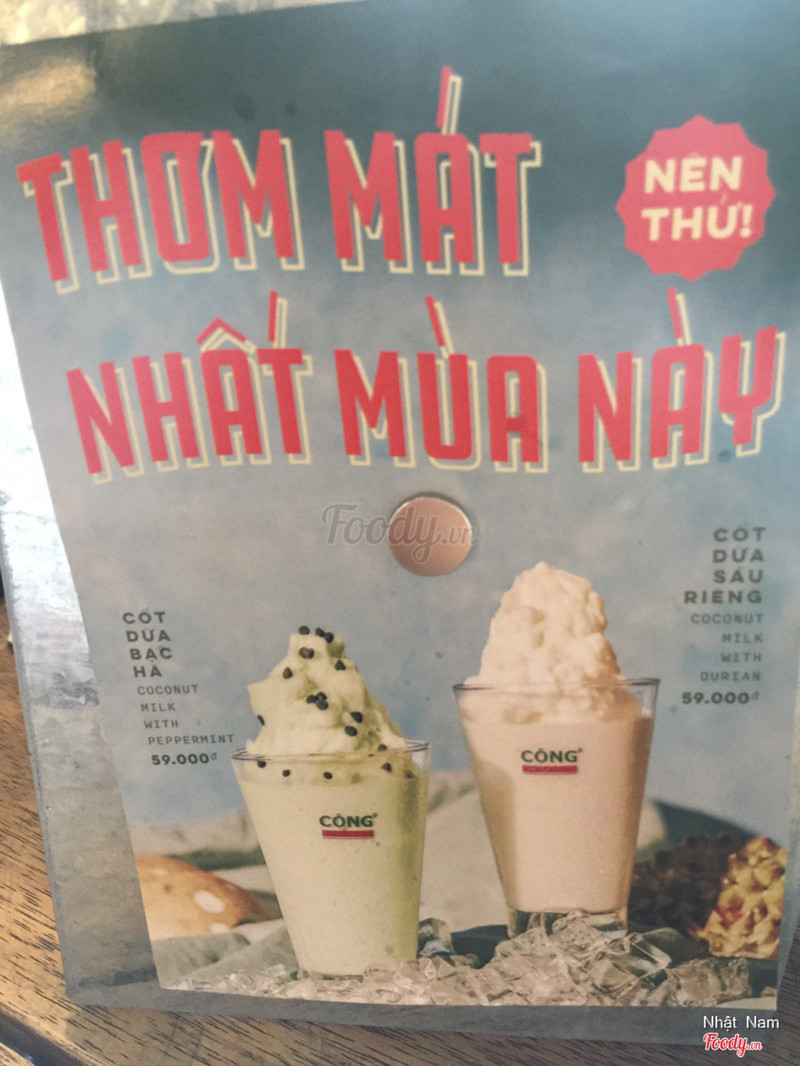 THƠM MÁT
NÊN
THỬ!
NHẤT MÙA NÀY
Foody.vn
CỐT
DỪA
SẦU
RIÊNG
COCONUT
MILK
WITH
DURIAN
59.000đ
CỐT
DỪA
BẠC
HÀ
COCONUT
MILK
WITH
PEPPERMINT
59.000đ
CỘNG
CỘNG
Nhật Nam
Foody.vn